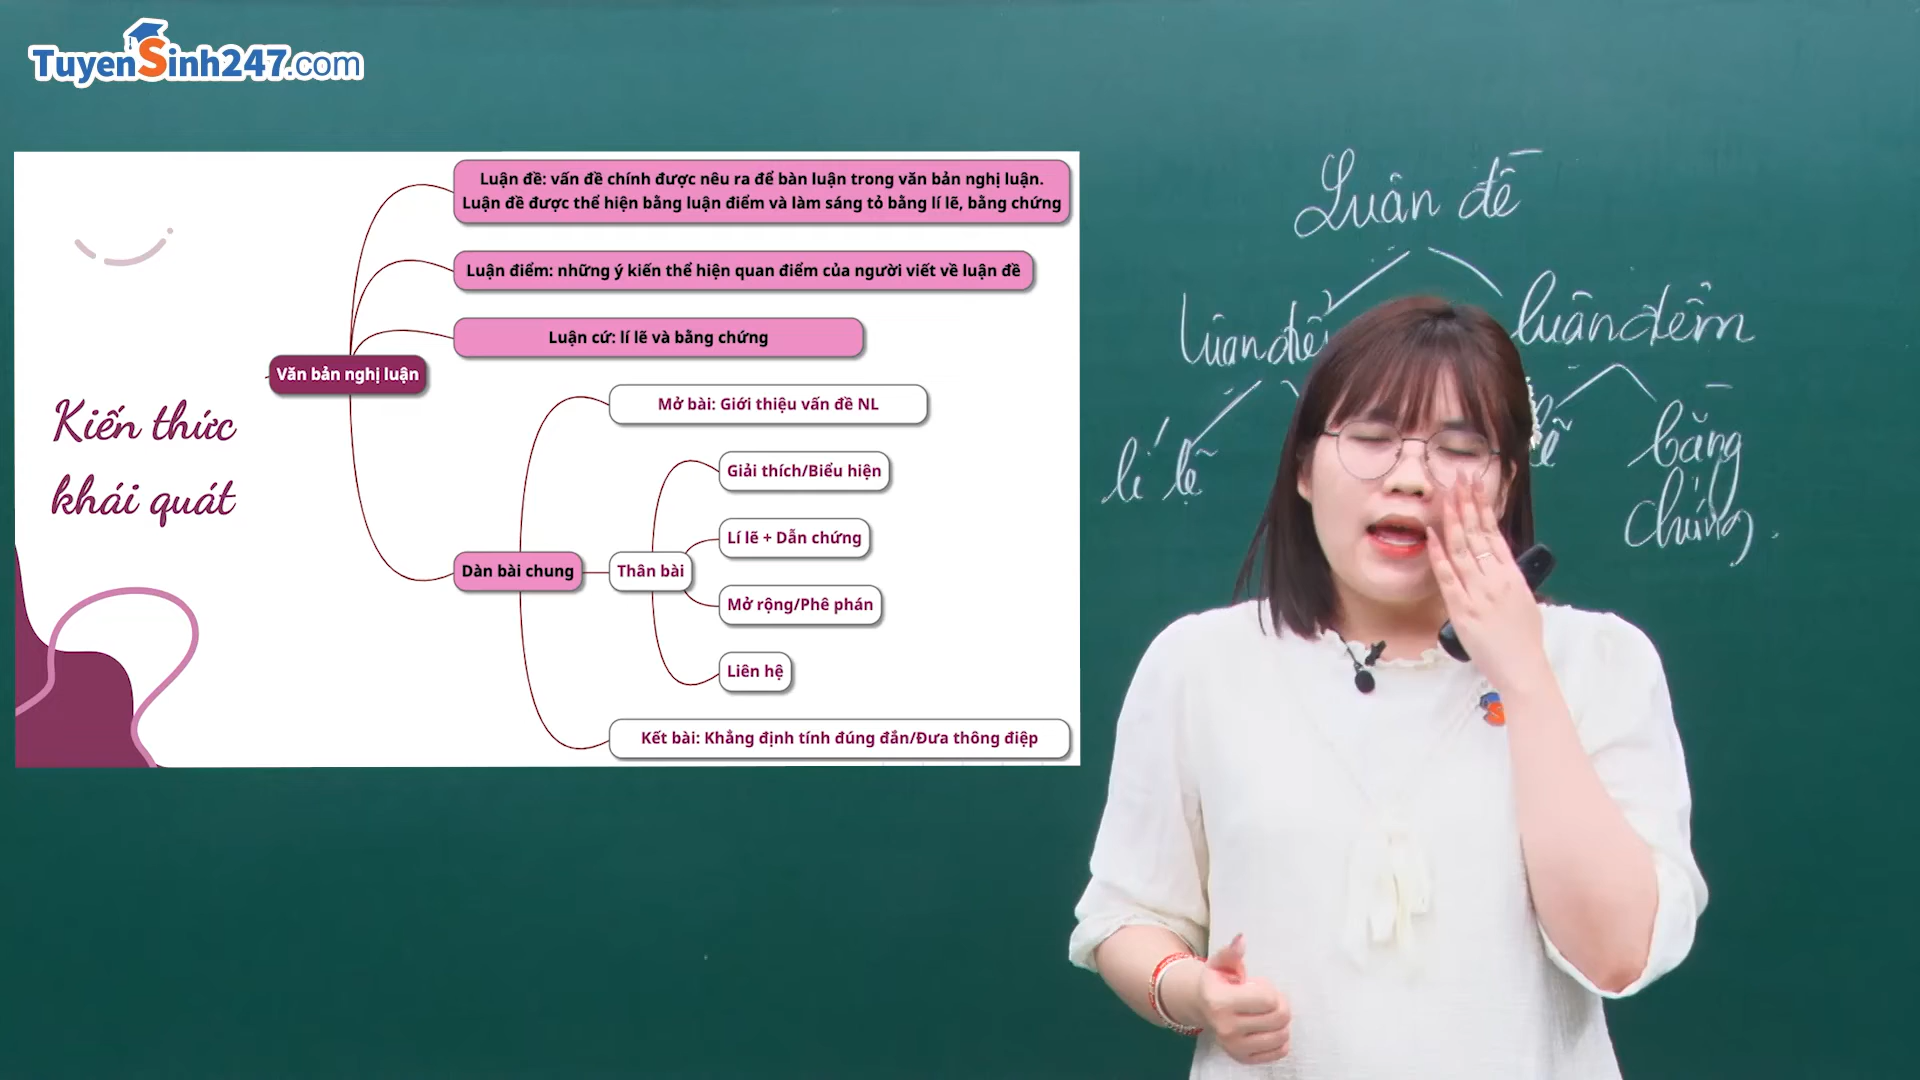 TuyenSinh247.com
Luận đề: vấn đề chính được nêu ra để bàn luận trong văn bản nghị luận.
Luận đề được thể hiện bằng luận điểm và làm sáng tỏ bằng lí lẽ, bằng chứng
Luận điểm: những ý kiến thể hiện quan điểm của người viết về luận đề
Luận cứ: lí lẽ và bằng chứng
Văn bản nghị luận
Kiến thức
khái quát
Mở bài: Giới thiệu vấn đề NL
Giải thích/Biểu hiện
Lí lẽ + Dẫn chứng
Dàn bài chung
Thân bài
Mở rộng/Phê phán
Liên hệ
Kết bài: Khẳng định tính đúng đắn/Đưa thông điệp
Luận đề
luận điểm
lí lẽ
bằng
chứng.